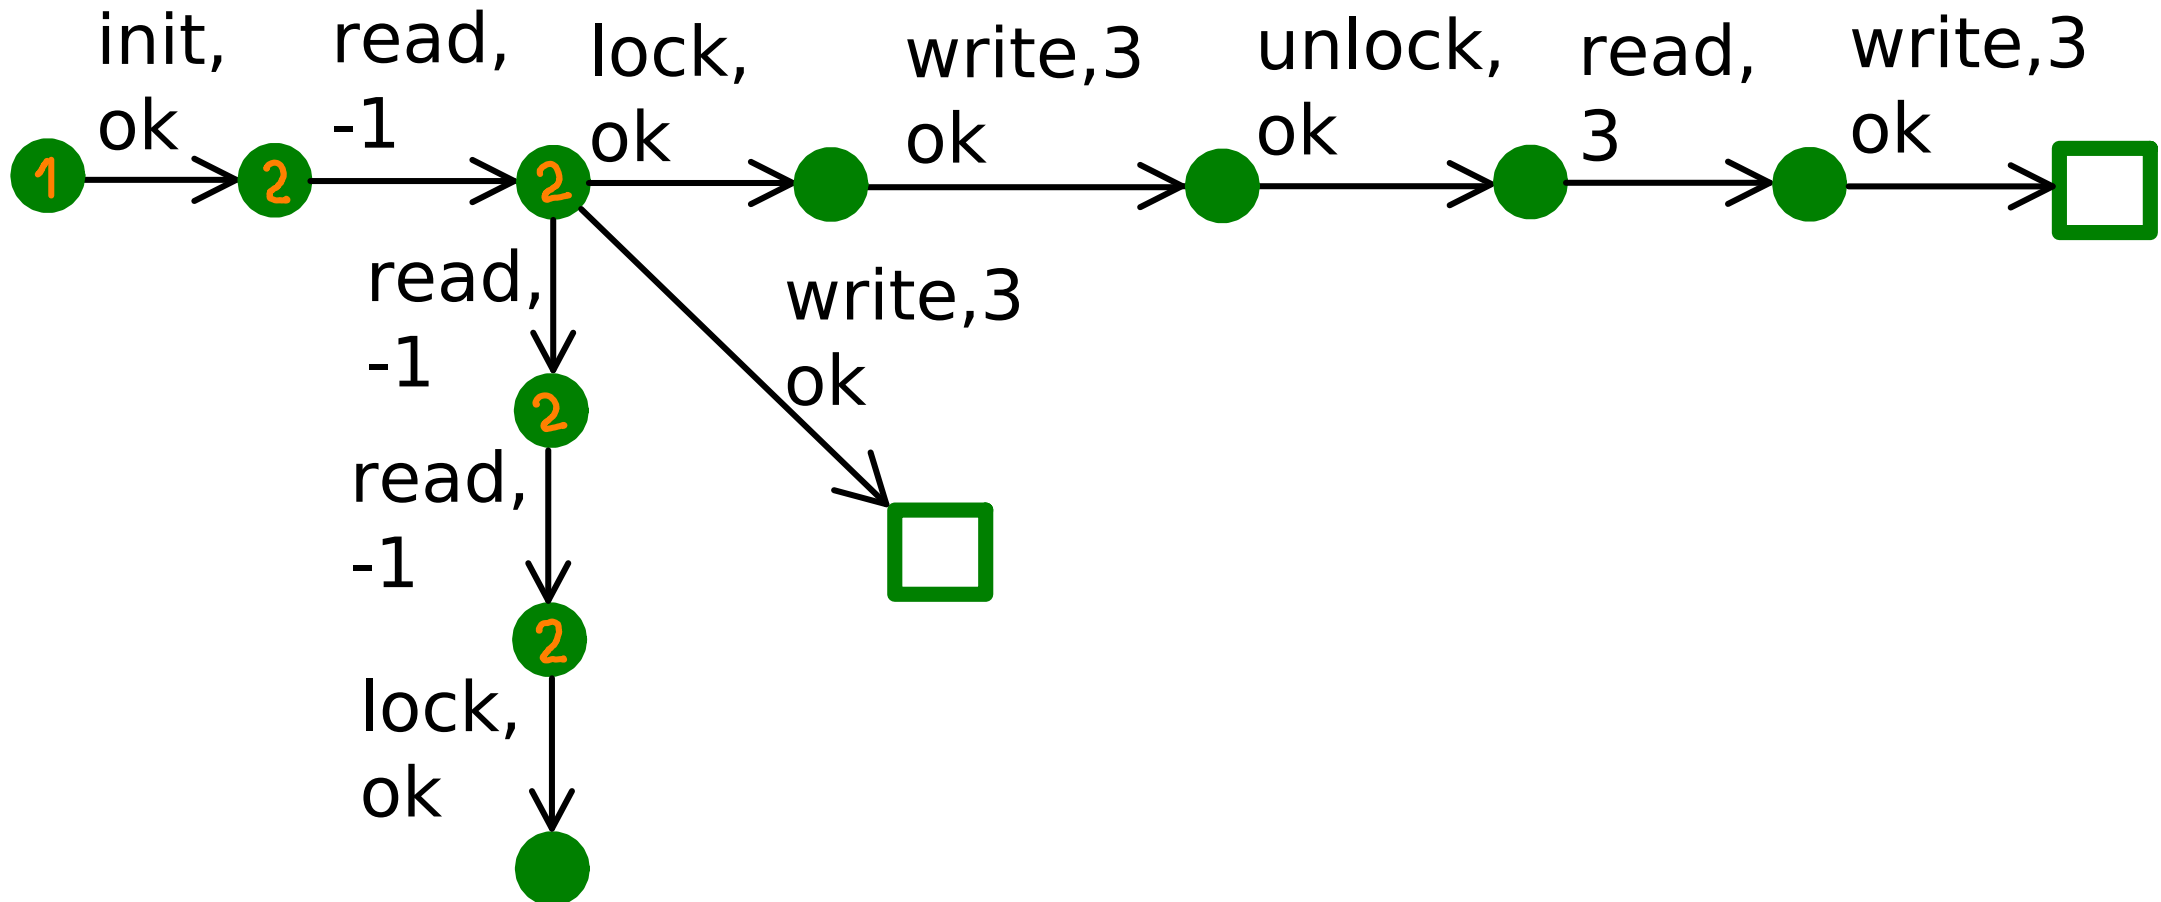 init,
ok
read,
-1
lock,
ok
write,3
ok
unlock,
ok
read,
3
write,3
ok
1
2
2
read,
-1
write,3
ok
2
read,
-1
2
lock,
ok